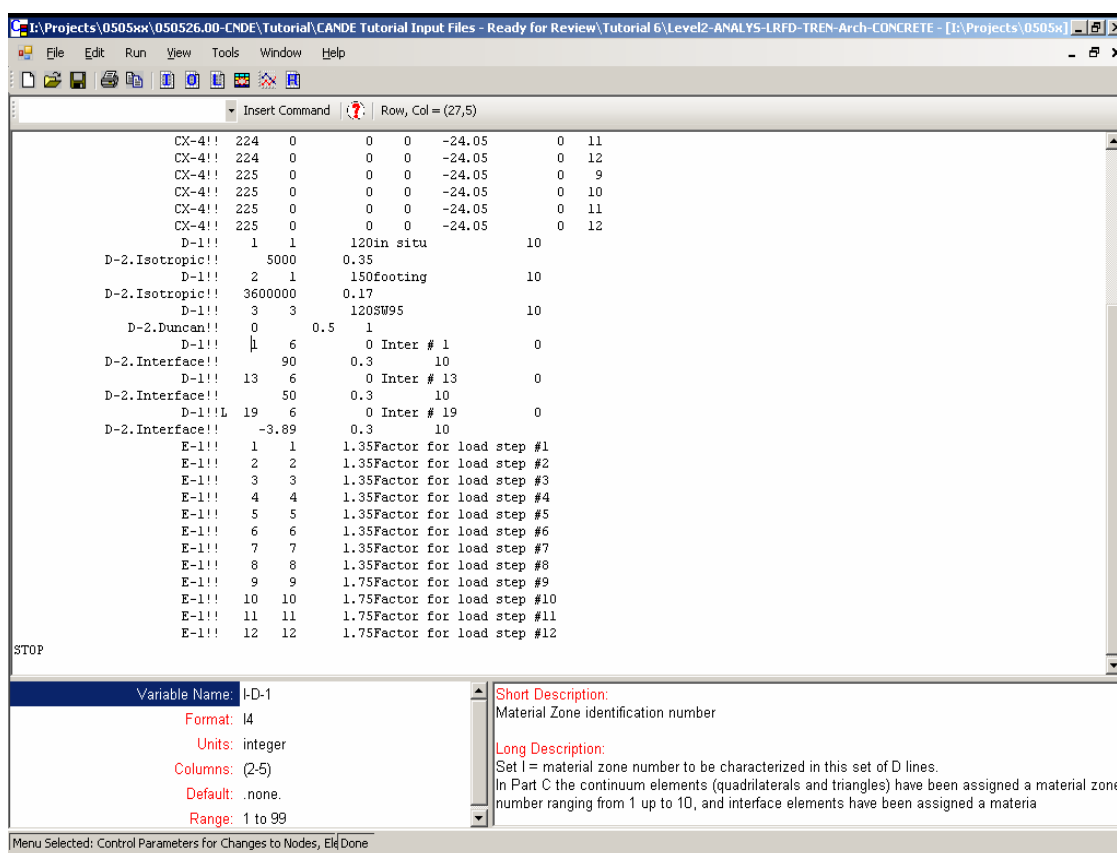 I:\Projects\0505xx\050526.00-CNDE\Tutorial\CANDE Tutorial Input Files - Ready for Review\Tutorial 6\Level2-ANALYS-LRFD-TREN-Arch-CONCRETE - [I:\Projects\0505x]
File Edit Run View Tools Window Help
Insert Command Row, Col = (27,5)
CX-4!! 224 0 0 0 -24.05 0 11
CX-4!! 224 0 0 0 -24.05 0 12
CX-4!! 225 0 0 0 -24.05 0 9
CX-4!! 225 0 0 0 -24.05 0 10
CX-4!! 225 0 0 0 -24.05 0 11
CX-4!! 225 0 0 0 -24.05 0 12
D-1!! 1 1 120in situ 10
D-2.Isotropic!! 5000 0.35
D-1!! 2 1 150footing 10
D-2.Isotropic!! 3600000 0.17
D-1!! 3 3 120SW95 10
D-2.Duncan!! 0 0.5 1
D-1!! 1 6 0 Inter # 1 0
D-2.Interface!! 90 0.3 10
D-1!! 13 6 0 Inter # 13 0
D-2.Interface!! 50 0.3 10
D-1!!L 19 6 0 Inter # 19 0
D-2.Interface!! -3.89 0.3 10
E-1!! 1 1 1.35Factor for load step #1
E-1!! 2 2 1.35Factor for load step #2
E-1!! 3 3 1.35Factor for load step #3
E-1!! 4 4 1.35Factor for load step #4
E-1!! 5 5 1.35Factor for load step #5
E-1!! 6 6 1.35Factor for load step #6
E-1!! 7 7 1.35Factor for load step #7
E-1!! 8 8 1.35Factor for load step #8
E-1!! 9 9 1.75Factor for load step #9
E-1!! 10 10 1.75Factor for load step #10
E-1!! 11 11 1.75Factor for load step #11
E-1!! 12 12 1.75Factor for load step #12
STOP
Variable Name: I-D-1
Format: I4
Units: integer
Columns: (2-5)
Default: .none.
Range: 1 to 99
Short Description:
Material Zone identification number
Long Description:
Set I = material zone number to be characterized in this set of D lines.
In Part C the continuum elements (quadrilaterals and triangles) have been assigned a material zone
number ranging from 1 up to 10, and interface elements have been assigned a materia
Menu Selected: Control Parameters for Changes to Nodes, Ele Done